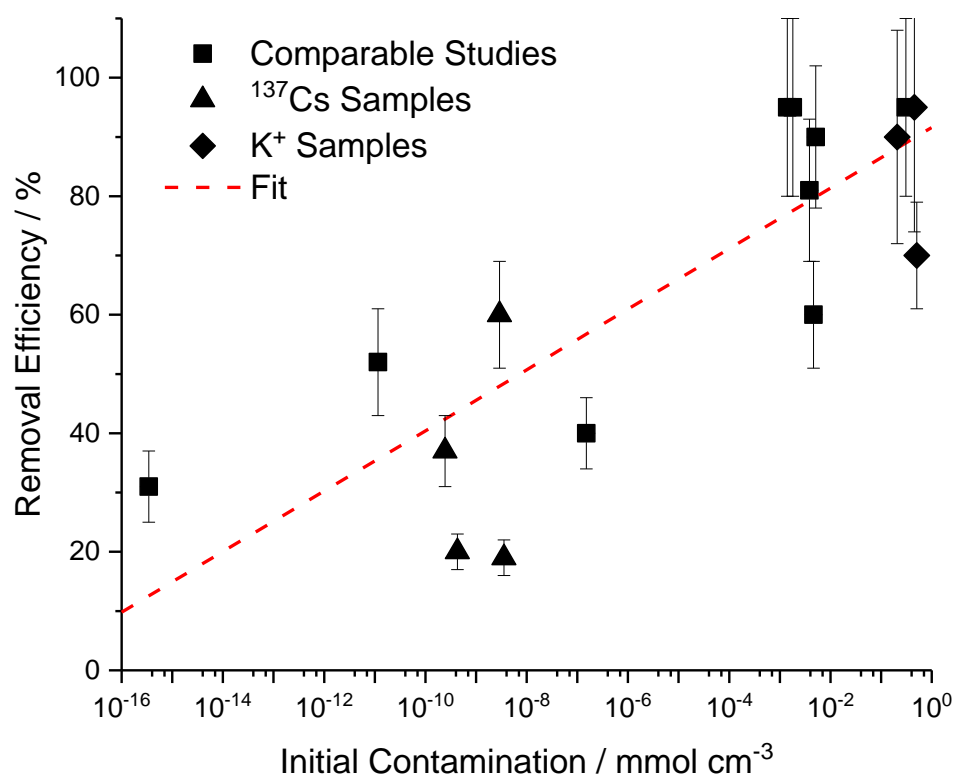 Comparable Studies
¹³⁷Cs Samples
K⁺ Samples
Fit
Removal Efficiency / %
100
80
60
40
20
0
10⁻¹⁶ 10⁻¹⁴ 10⁻¹² 10⁻¹⁰ 10⁻⁸ 10⁻⁶ 10⁻⁴ 10⁻² 10⁰
Initial Contamination / mmol cm⁻³